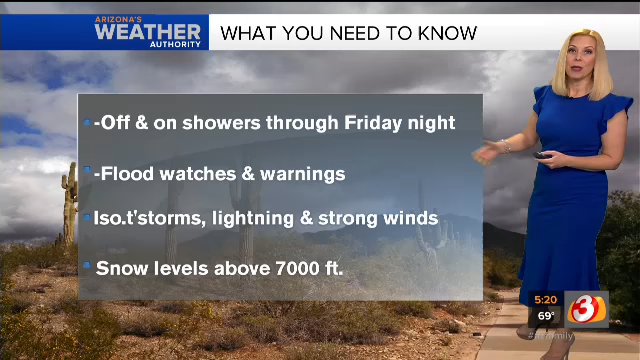 ARIZONA'S
WEATHER
AUTHORITY
WHAT YOU NEED TO KNOW
-Off & on showers through Friday night
-Flood watches & warnings
Iso.t'storms, lightning & strong winds
Snow levels above 7000 ft.
5:20
69°
3
#azfamily